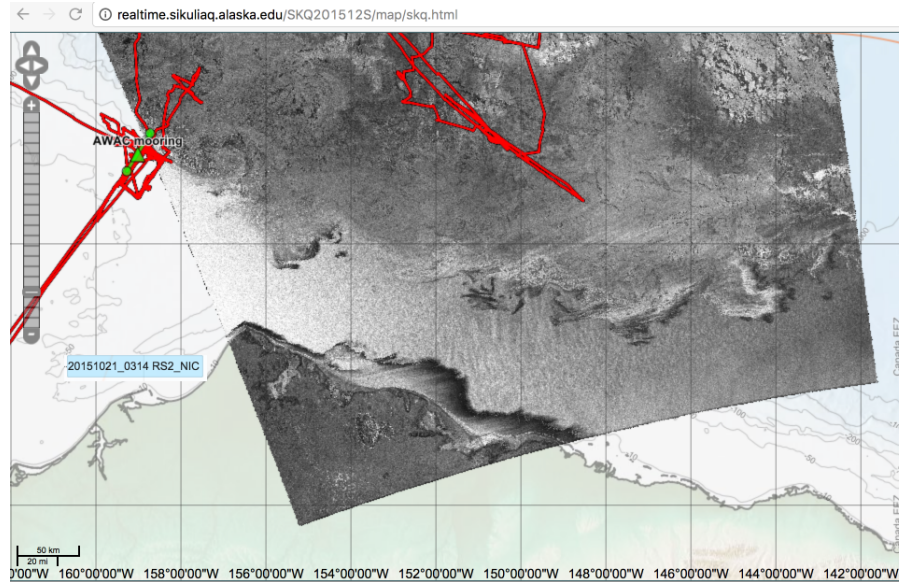 realtime.sikuliaq.alaska.edu/SKQ201512S/map/skq.html
AWAC mooring
20151021_0314 RS2_NIC
Canada EEZ
Canada EEZ
50 km
20 mi
0'00"W 160°00'00"W 158°00'00"W 156°00'00"W 154°00'00"W 152°00'00"W 150°00'00"W 148°00'00"W 146°00'00"W 144°00'00"W 142°00'00"W